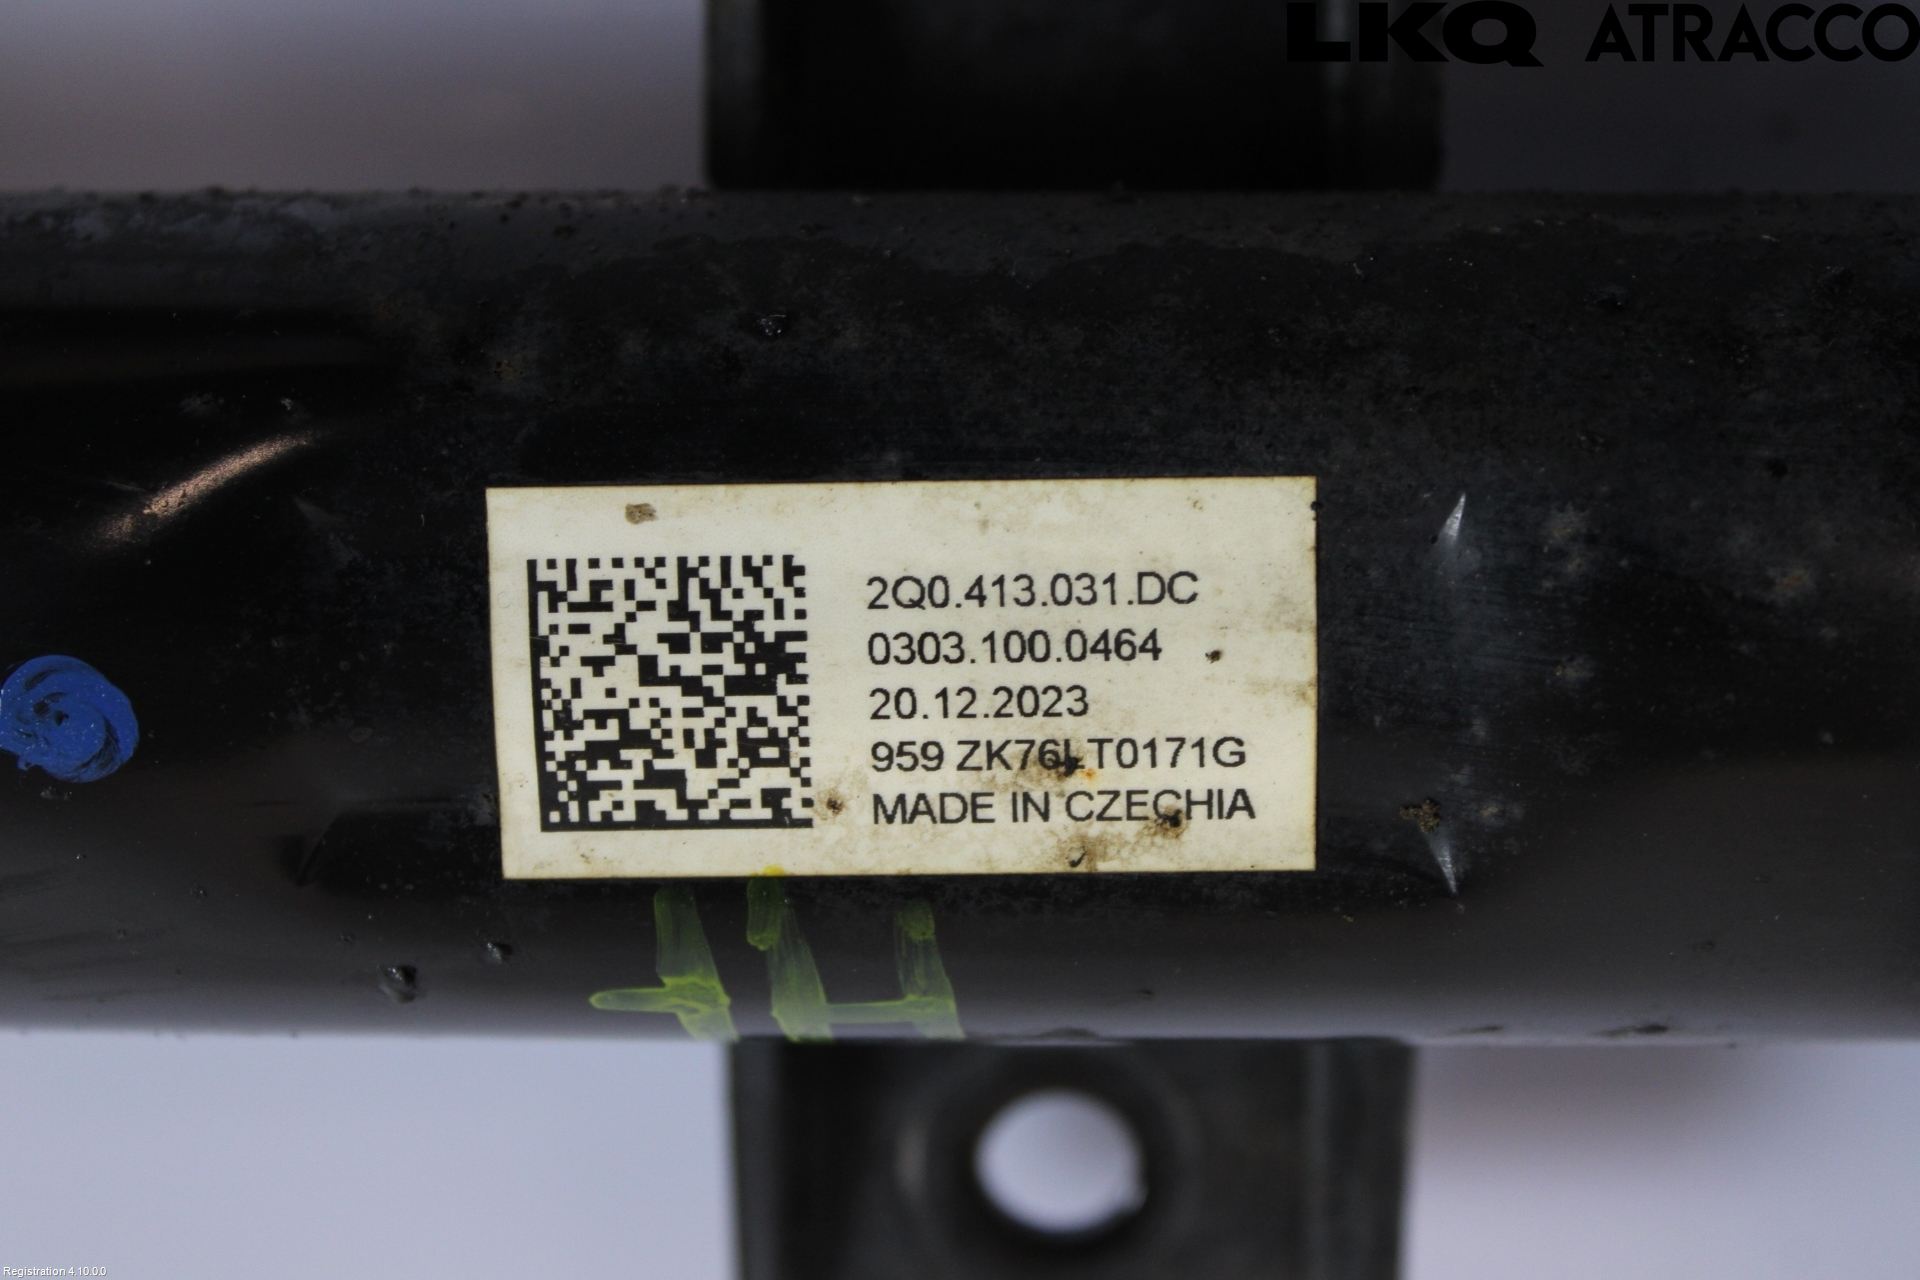 LKQ ATRACCO
2Q0.413.031.DC
0303.100.0464
20.12.2023
959 ZK76LT0171G
MADE IN CZECHIA
Registration 4.10.0.0